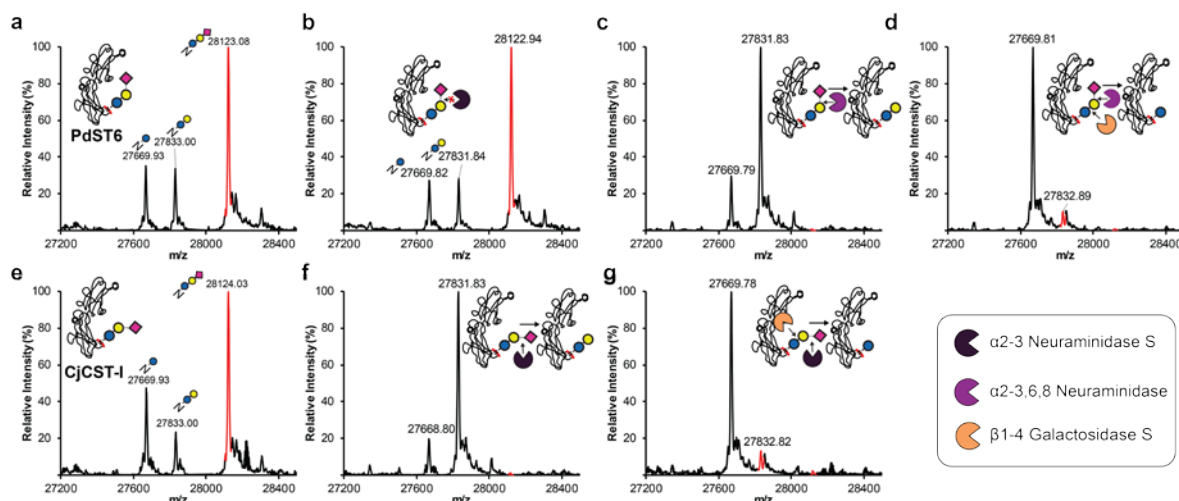 a
28123.08
PdST6
N
N
N
27833.00
27669.93
Relative Intensity (%)
100
80
60
40
20
27200 27600 28000 28400
m/z
b
28122.94
N
N
27669.82
27831.84
Relative Intensity (%)
100
80
60
40
20
27200 27600 28000 28400
m/z
c
27831.83
27669.79
Relative Intensity (%)
100
80
60
40
20
27200 27600 28000 28400
m/z
d
27669.81
27832.89
Relative Intensity (%)
100
80
60
40
20
27200 27600 28000 28400
m/z
e
28124.03
CjCST-I
N
N
N
27669.93
27833.00
Relative Intensity (%)
100
80
60
40
20
27200 27600 28000 28400
m/z
f
27831.83
27668.80
Relative Intensity (%)
100
80
60
40
20
27200 27600 28000 28400
m/z
g
27669.78
27832.82
Relative Intensity (%)
100
80
60
40
20
27200 27600 28000 28400
m/z
α2-3 Neuraminidase S
α2-3,6,8 Neuraminidase
β1-4 Galactosidase S